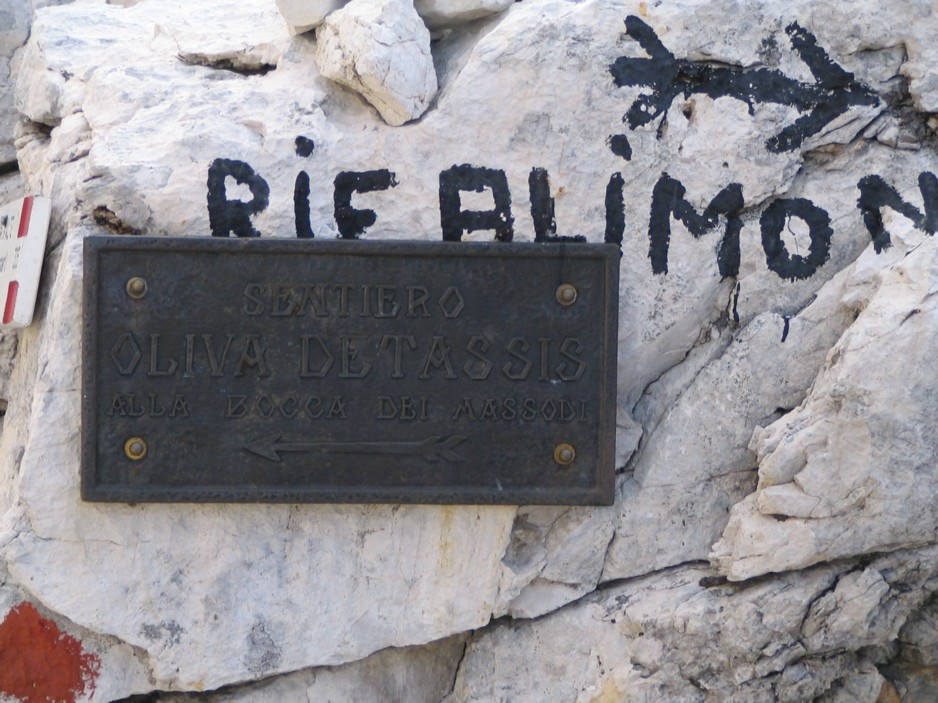 RiF ALiMON
SENTIERO
OLIVA DETASSIS
ALLA BOCCA DEI MASSODI